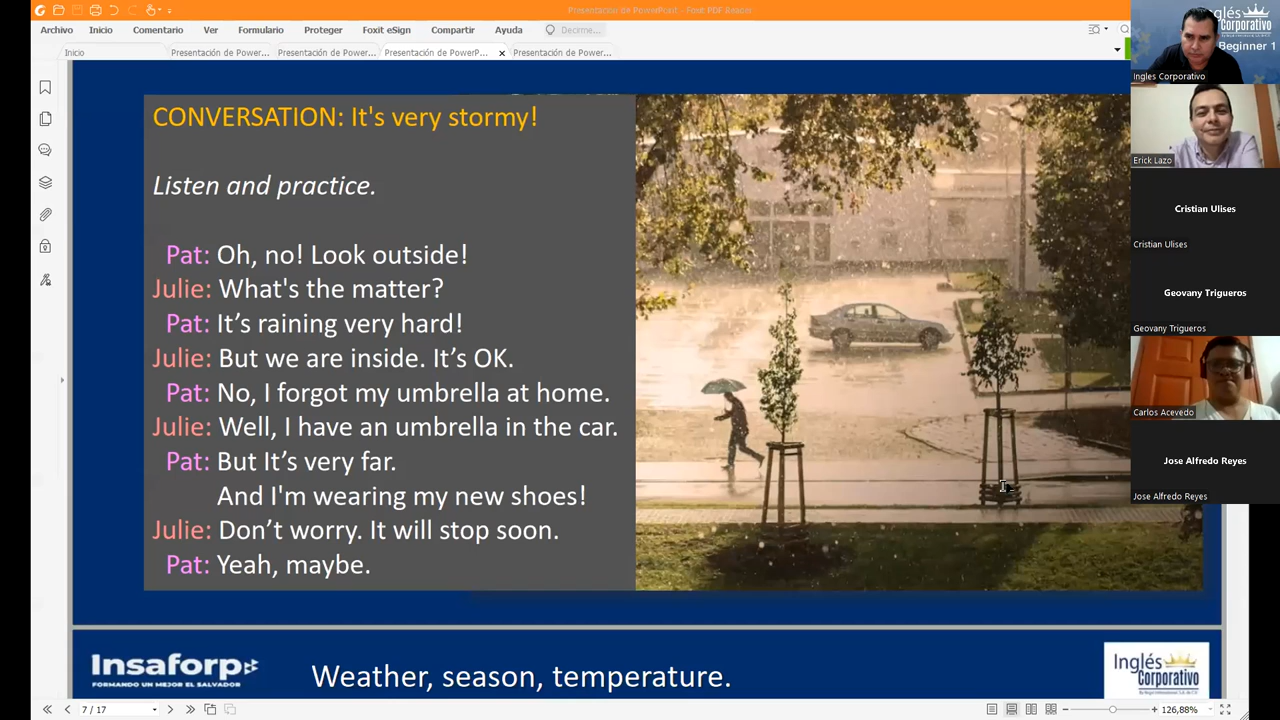 Presentación de PowerPoint - Foxit PDF Reader
Archivo
Inicio
Comentario
Ver
Formulario
Proteger
Foxit eSign
Compartir
Ayuda
Decirme...
Inicio
Presentación de Power...
Presentación de Power...
Presentación de PowerP...
Presentación de Power...
CONVERSATION: It's very stormy!
Listen and practice.
Pat: Oh, no! Look outside!
Julie: What's the matter?
Pat: It’s raining very hard!
Julie: But we are inside. It’s OK.
Pat: No, I forgot my umbrella at home.
Julie: Well, I have an umbrella in the car.
Pat: But It’s very far.
And I'm wearing my new shoes!
Julie: Don’t worry. It will stop soon.
Pat: Yeah, maybe.
Insaforp
FORMANDO UN MEJOR EL SALVADOR
Weather, season, temperature.
Inglés
Corporativo
7 / 17
126,88%
Corporativo
Beginner 1
Ingles Corporativo
Erick Lazo
Cristian Ulises
Cristian Ulises
Geovany Trigueros
Geovany Trigueros
Carlos Acevedo
Jose Alfredo Reyes
Jose Alfredo Reyes